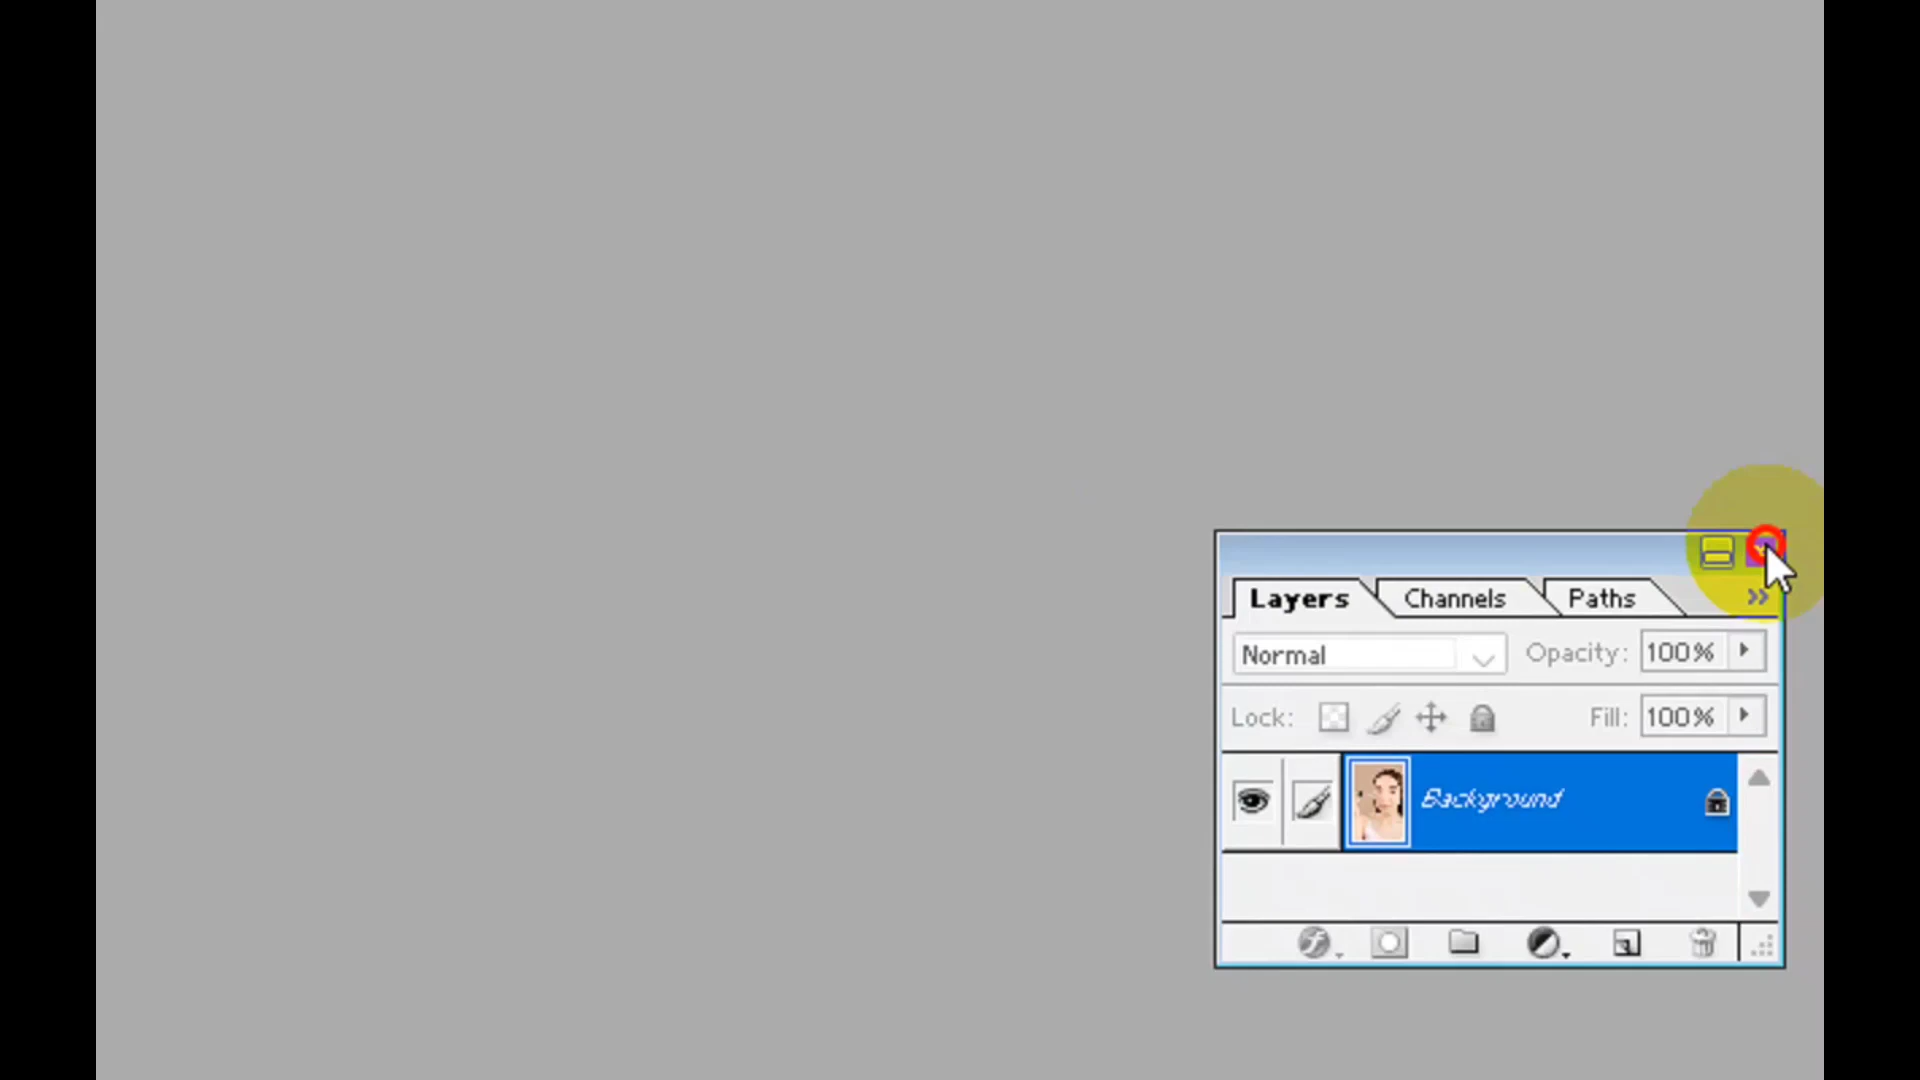 Layers Channels Paths
Normal Opacity: 100%
Lock: Fill: 100%
Background